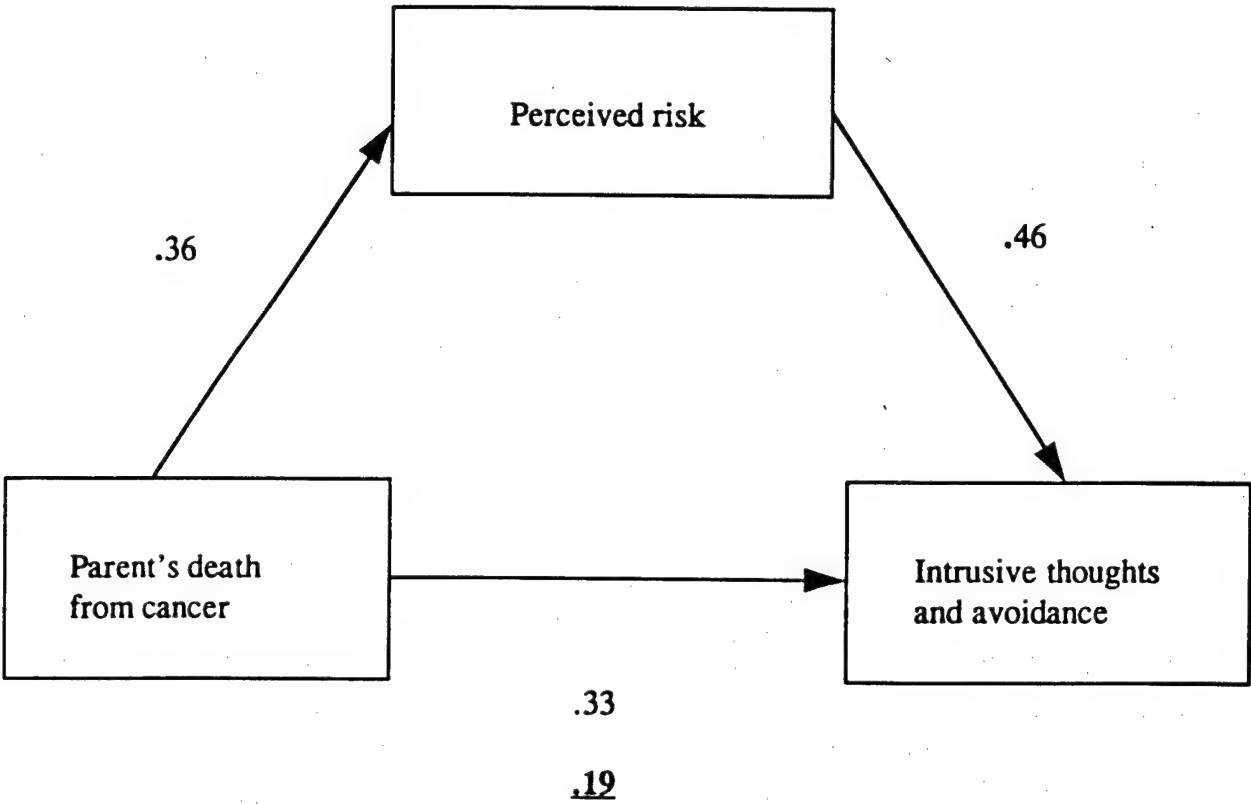 Perceived risk
.36
.46
Parent's death
from cancer
Intrusive thoughts
and avoidance
.33
.19